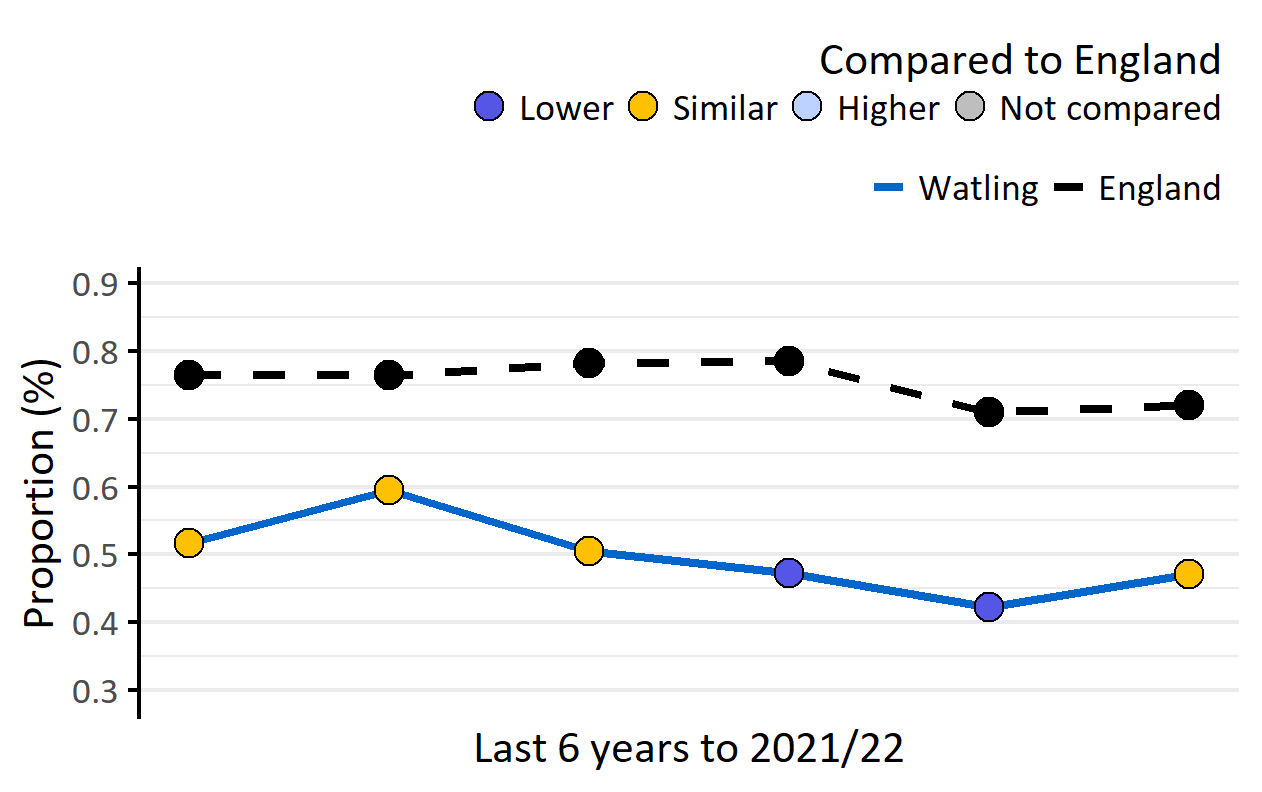 Compared to England
Lower Similar Higher Not compared
Watling England
0.9
0.8
0.7
0.6
0.5
0.4
0.3
Proportion (%)
Last 6 years to 2021/22